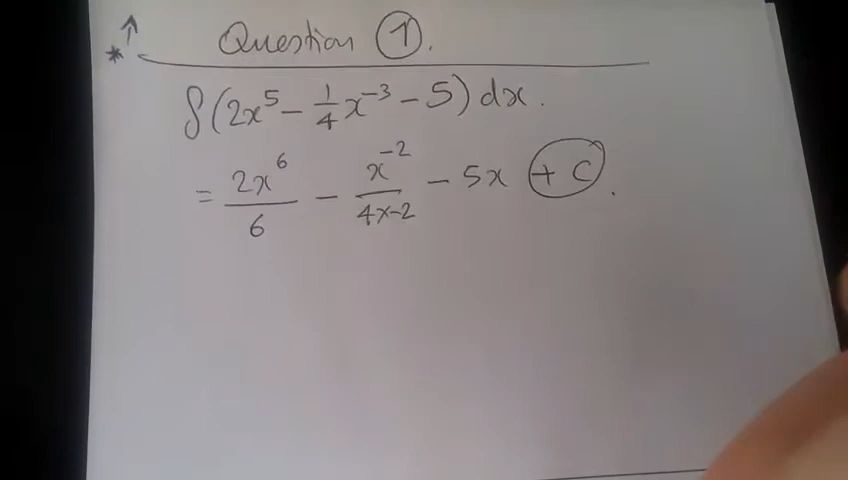 Question 1.
∫(2x⁵ - 1/4 x⁻³ - 5) dx.
= 2x⁶/6 - x⁻²/4x-2 - 5x + C.